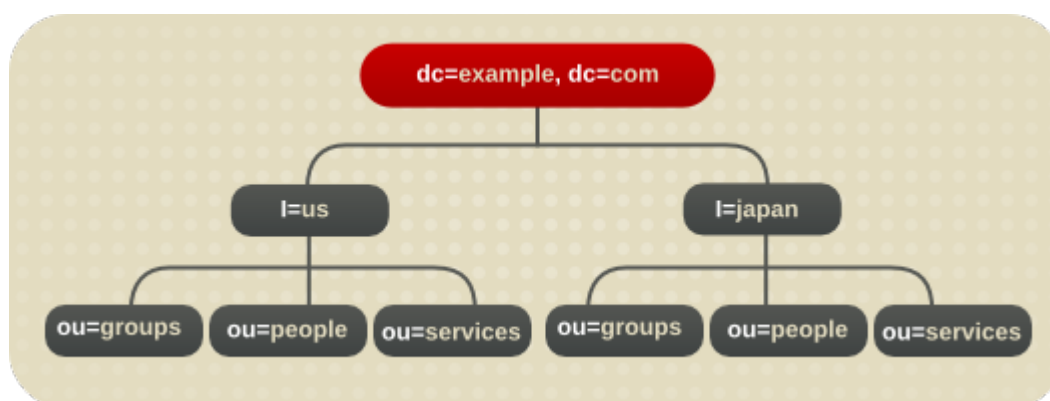 dc=example, dc=com
l=us
l=japan
ou=groups
ou=people
ou=services
ou=groups
ou=people
ou=services